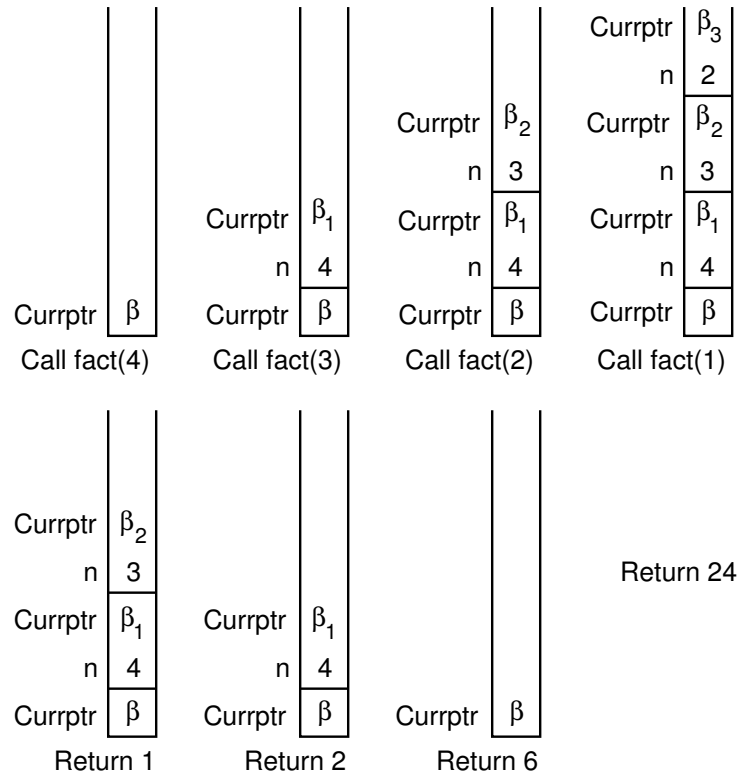 Currptr β3
n 2
Currptr β2 Currptr β2
n 3 n 3
Currptr β1 Currptr β1 Currptr β1
n 4 n 4 n 4
Currptr β Currptr β Currptr β Currptr β
Call fact(4) Call fact(3) Call fact(2) Call fact(1)
Currptr β2
n 3 Return 24
Currptr β1 Currptr β1
n 4 n 4
Currptr β Currptr β Currptr β
Return 1 Return 2 Return 6